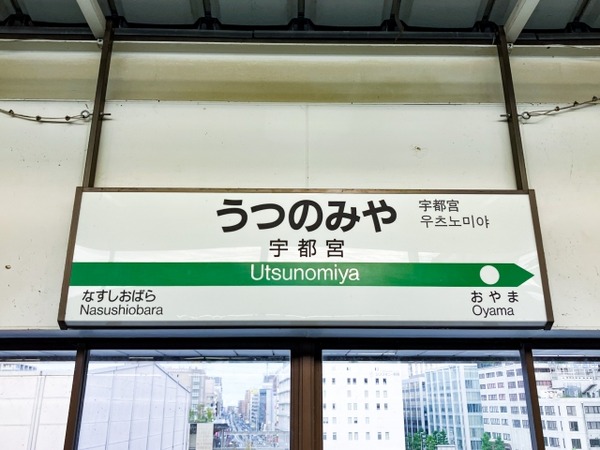 うつのみや
宇都宮
우츠노미야
宇都宮
Utsunomiya
なすしおばら
Nasushiobara
おやま
Oyama